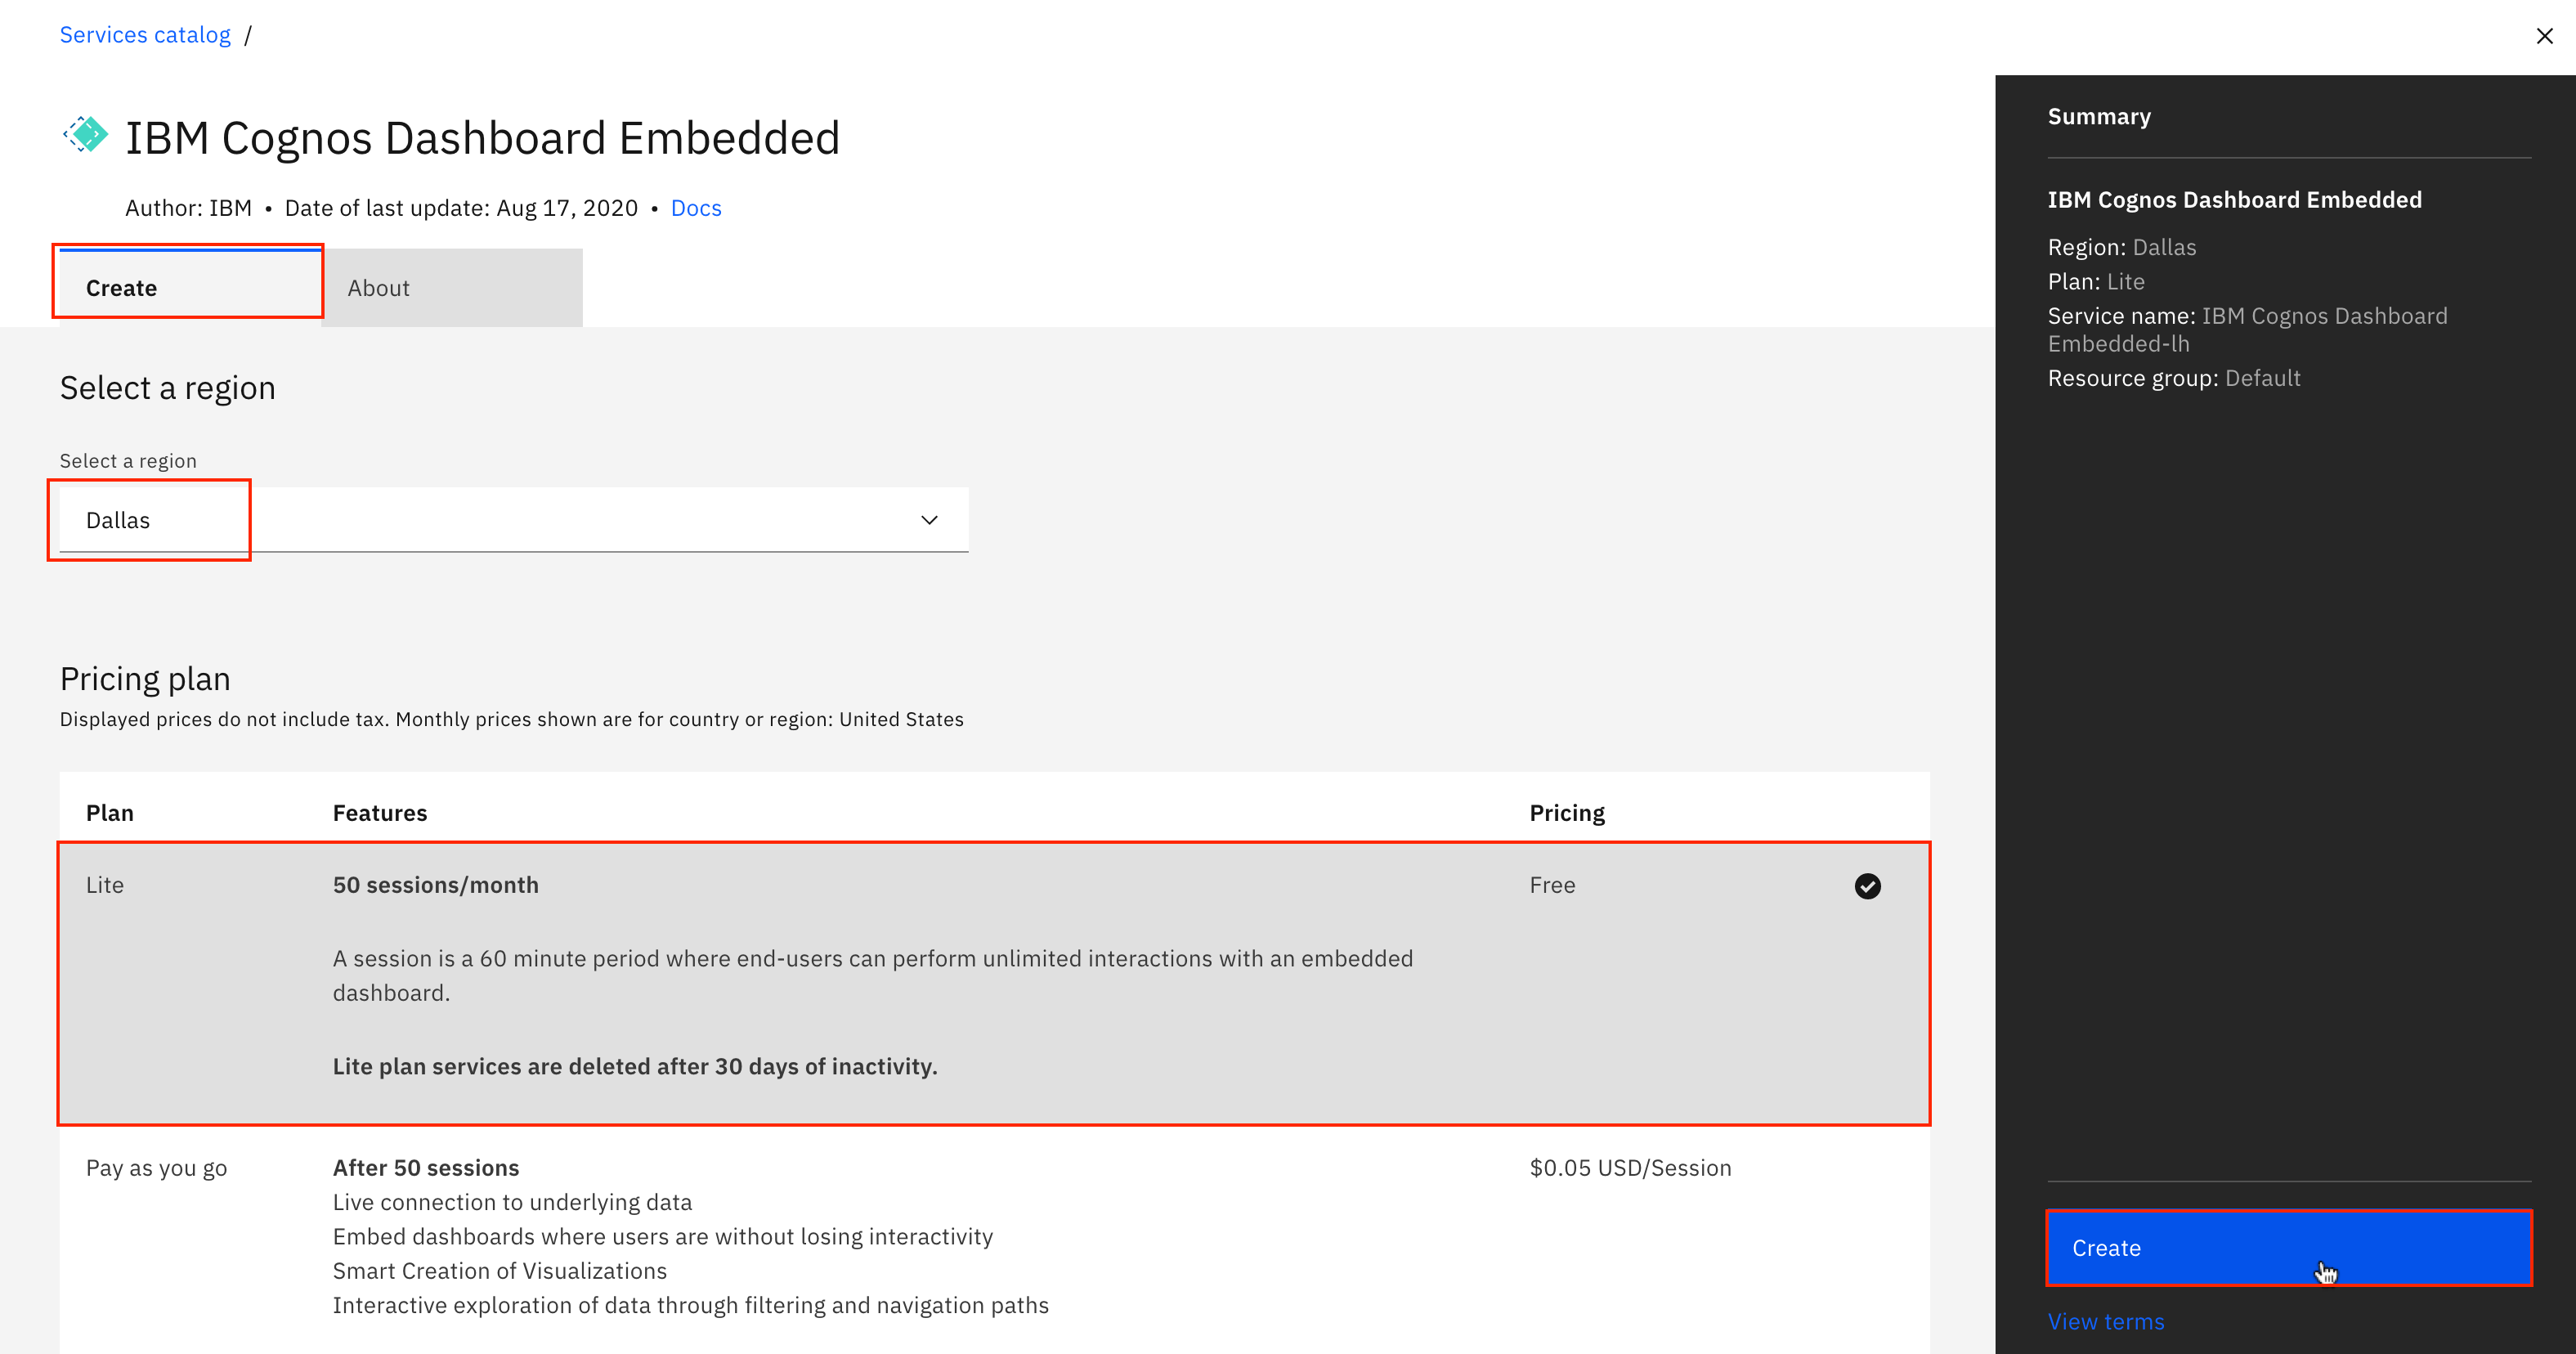 Services catalog /
IBM Cognos Dashboard Embedded
Author: IBM • Date of last update: Aug 17, 2020 • Docs
Create
About
Select a region
Select a region
Dallas
Pricing plan
Displayed prices do not include tax. Monthly prices shown are for country or region: United States
Plan Features Pricing
Lite 50 sessions/month Free
A session is a 60 minute period where end-users can perform unlimited interactions with an embedded
dashboard.
Lite plan services are deleted after 30 days of inactivity.
Pay as you go After 50 sessions $0.05 USD/Session
Live connection to underlying data
Embed dashboards where users are without losing interactivity
Smart Creation of Visualizations
Interactive exploration of data through filtering and navigation paths
Summary
IBM Cognos Dashboard Embedded
Region: Dallas
Plan: Lite
Service name: IBM Cognos Dashboard
Embedded-lh
Resource group: Default
Create
View terms